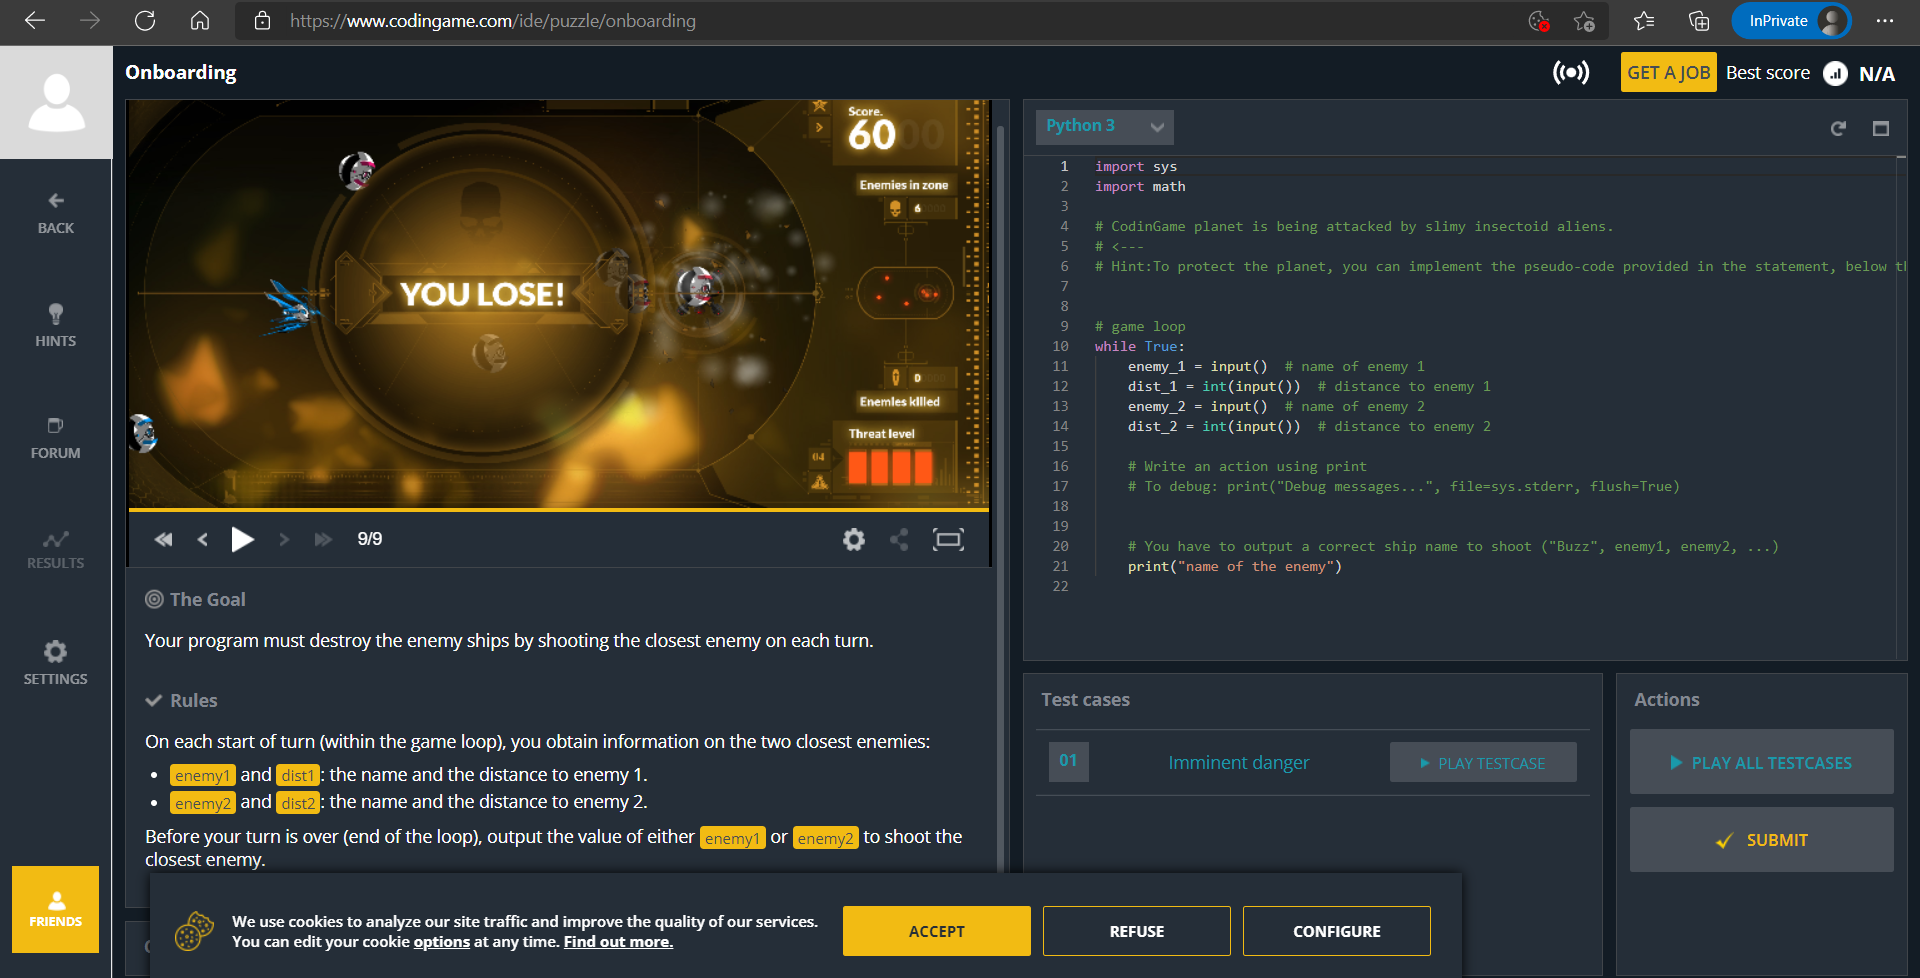 https://www.codingame.com/ide/puzzle/onboarding
InPrivate
Onboarding
GET A JOB
Best score
N/A
BACK
HINTS
FORUM
RESULTS
SETTINGS
FRIENDS
Score.
6000
Enemies in zone
6
YOU LOSE!
0
Enemies killed
Threat level
04
9/9
The Goal
Your program must destroy the enemy ships by shooting the closest enemy on each turn.
Rules
On each start of turn (within the game loop), you obtain information on the two closest enemies:
• enemy1 and dist1: the name and the distance to enemy 1.
• enemy2 and dist2: the name and the distance to enemy 2.
Before your turn is over (end of the loop), output the value of either enemy1 or enemy2 to shoot the
closest enemy.
Python 3
1 import sys
2 import math
3
4 # CodinGame planet is being attacked by slimy insectoid aliens.
5 # <---
6 # Hint:To protect the planet, you can implement the pseudo-code provided in the statement, below
7
8
9 # game loop
10 while True:
11 enemy_1 = input()  # name of enemy 1
12 dist_1 = int(input())  # distance to enemy 1
13 enemy_2 = input()  # name of enemy 2
14 dist_2 = int(input())  # distance to enemy 2
15
16 # Write an action using print
17 # To debug: print("Debug messages...", file=sys.stderr, flush=True)
18
19
20 # You have to output a correct ship name to shoot ("Buzz", enemy1, enemy2, ...)
21 print("name of the enemy")
22
Test cases
01 Imminent danger PLAY TESTCASE
Actions
PLAY ALL TESTCASES
SUBMIT
We use cookies to analyze our site traffic and improve the quality of our services.
You can edit your cookie options at any time. Find out more.
ACCEPT
REFUSE
CONFIGURE